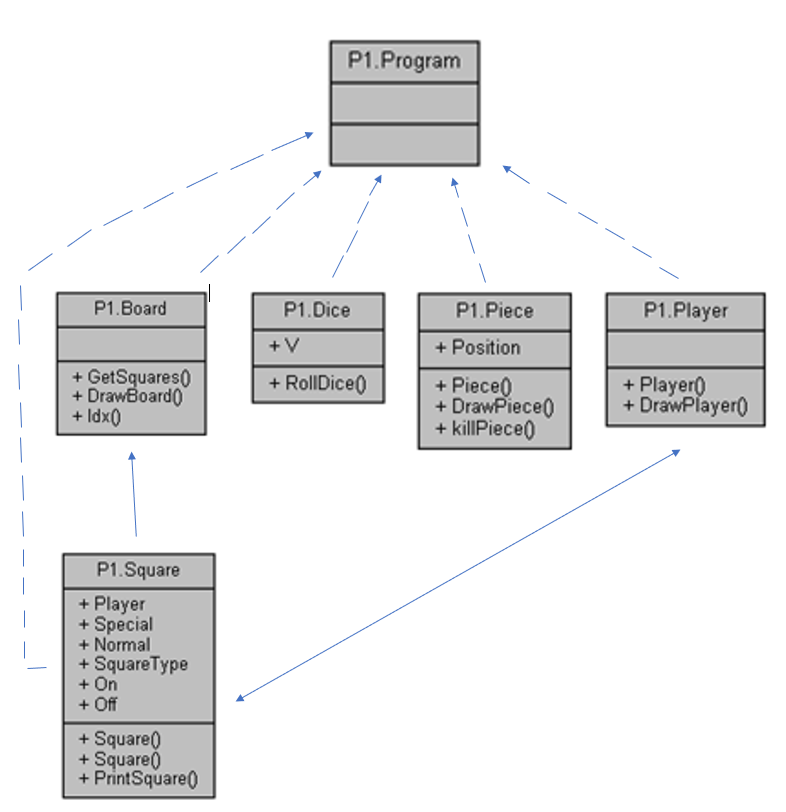 P1.Program
P1.Board
+ GetSquares()
+ DrawBoard()
+ Idx()
P1.Dice
+ V
+ RollDice()
P1.Piece
+ Position
+ Piece()
+ DrawPiece()
+ killPiece()
P1.Player
+ Player()
+ DrawPlayer()
P1.Square
+ Player
+ Special
+ Normal
+ SquareType
+ On
+ Off
+ Square()
+ Square()
+ PrintSquare()